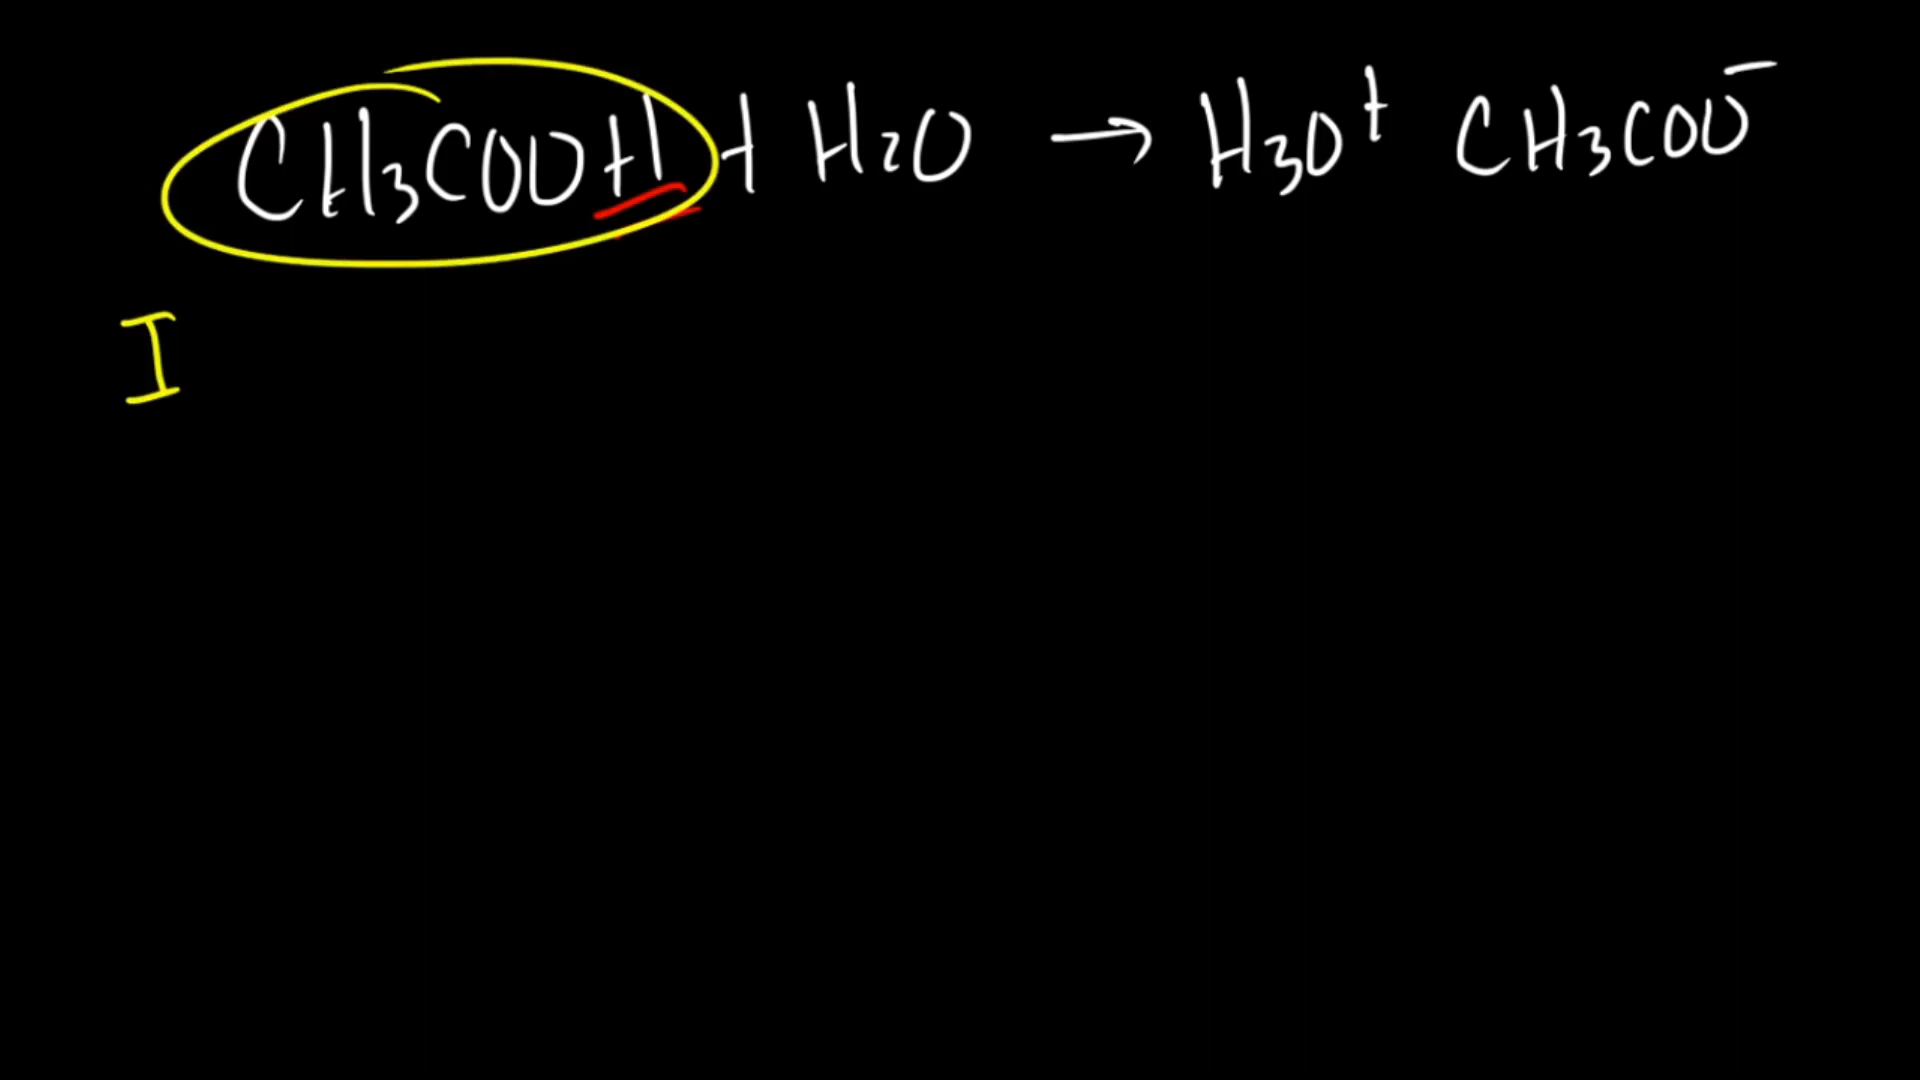 CH3COOH + H2O → H3O+ CH3COO−
I